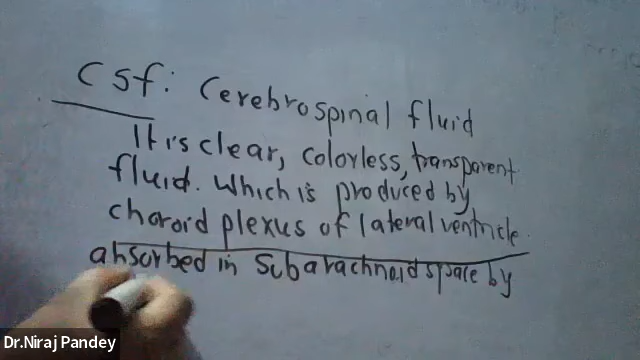 Csf: Cerebrospinal fluid
It is clear, colorless, transparent
fluid. which is produced by
choroid plexus of lateral ventricle.
absorbed in Subarachnoid space by
Dr.Niraj Pandey